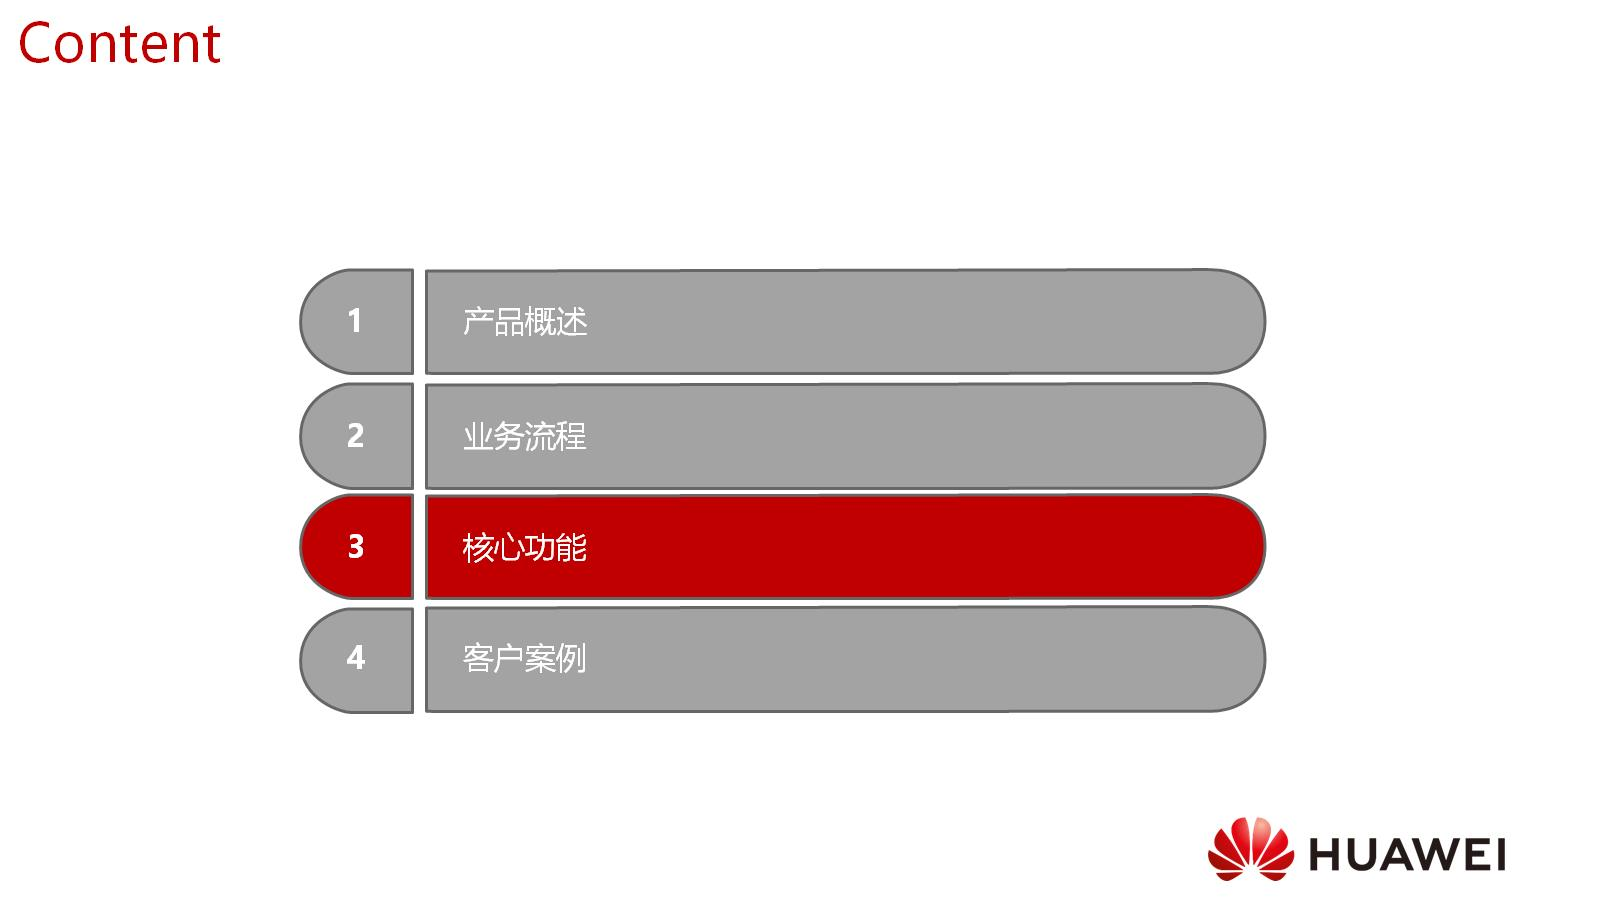 Content
1 产品概述
2 业务流程
3 核心功能
4 客户案例
HUAWEI